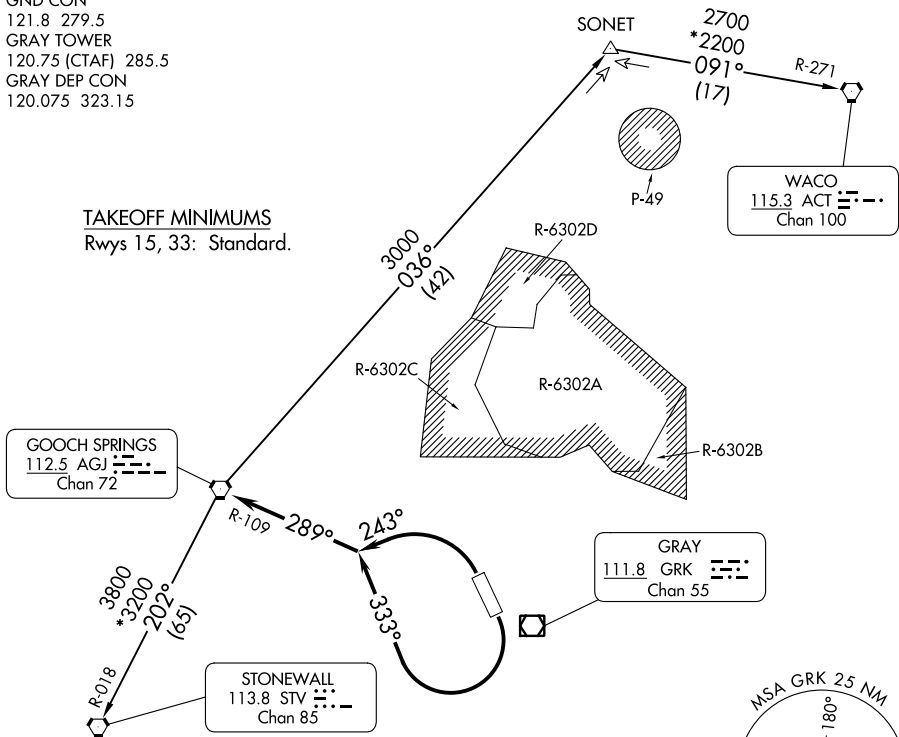 GND CON
121.8 279.5
GRAY TOWER
120.75 (CTAF) 285.5
GRAY DEP CON
120.075 323.15
SONET
2700
*2200
091°
(17)
R-271
P-49
WACO
115.3 ACT
Chan 100
TAKEOFF MINIMUMS
Rwys 15, 33: Standard.
3000
036°
(42)
R-6302D
R-6302C
R-6302A
R-6302B
GOOCH SPRINGS
112.5 AGJ
Chan 72
R-109
289°
243°
333°
GRAY
111.8 GRK
Chan 55
3800
*3200
202°
(65)
R-018
STONEWALL
113.8 STV
Chan 85
MSA GRK 25 NM
180°